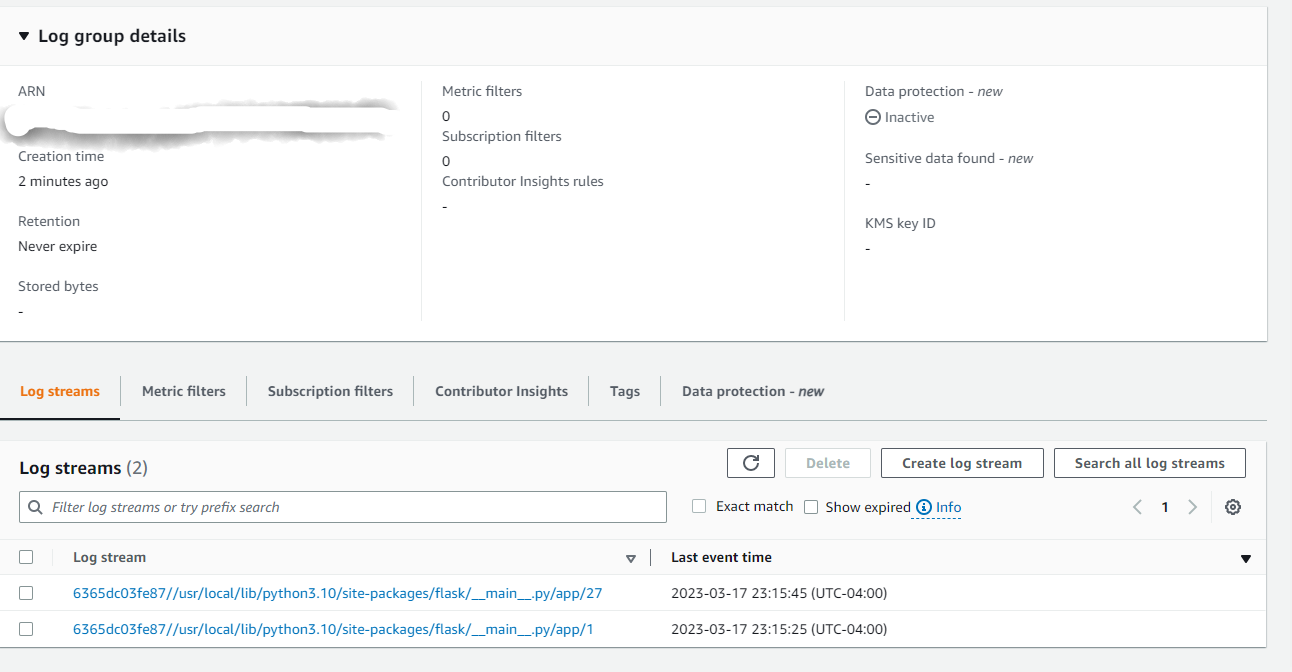 Log group details
ARN
Creation time
2 minutes ago
Retention
Never expire
Stored bytes
-
Metric filters
0
Subscription filters
0
Contributor Insights rules
-
Data protection - new
Inactive
Sensitive data found - new
-
KMS key ID
-
Log streams Metric filters Subscription filters Contributor Insights Tags Data protection - new
Log streams (2) Delete Create log stream Search all log streams
Filter log streams or try prefix search Exact match Show expired Info 1
Log stream Last event time
6365dc03fe87//usr/local/lib/python3.10/site-packages/flask/__main__.py/app/27 2023-03-17 23:15:45 (UTC-04:00)
6365dc03fe87//usr/local/lib/python3.10/site-packages/flask/__main__.py/app/1 2023-03-17 23:15:25 (UTC-04:00)